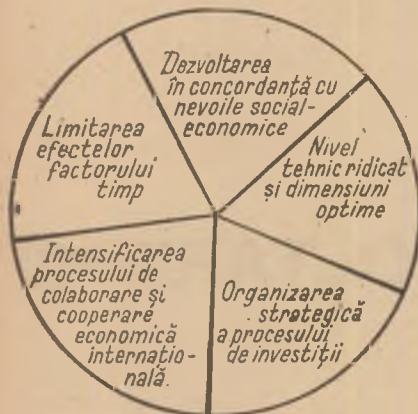 Dezvoltarea
în concordanță cu
nevoile social-
economice
Nivel
tehnic ridicat
și dimensiuni
optime
Organizarea
strategică
a procesului
de investiții
Intensificarea
procesului de
colaborare și
cooperare
economică
internațio-
nală.
Limitarea
efectelor
factorului
timp